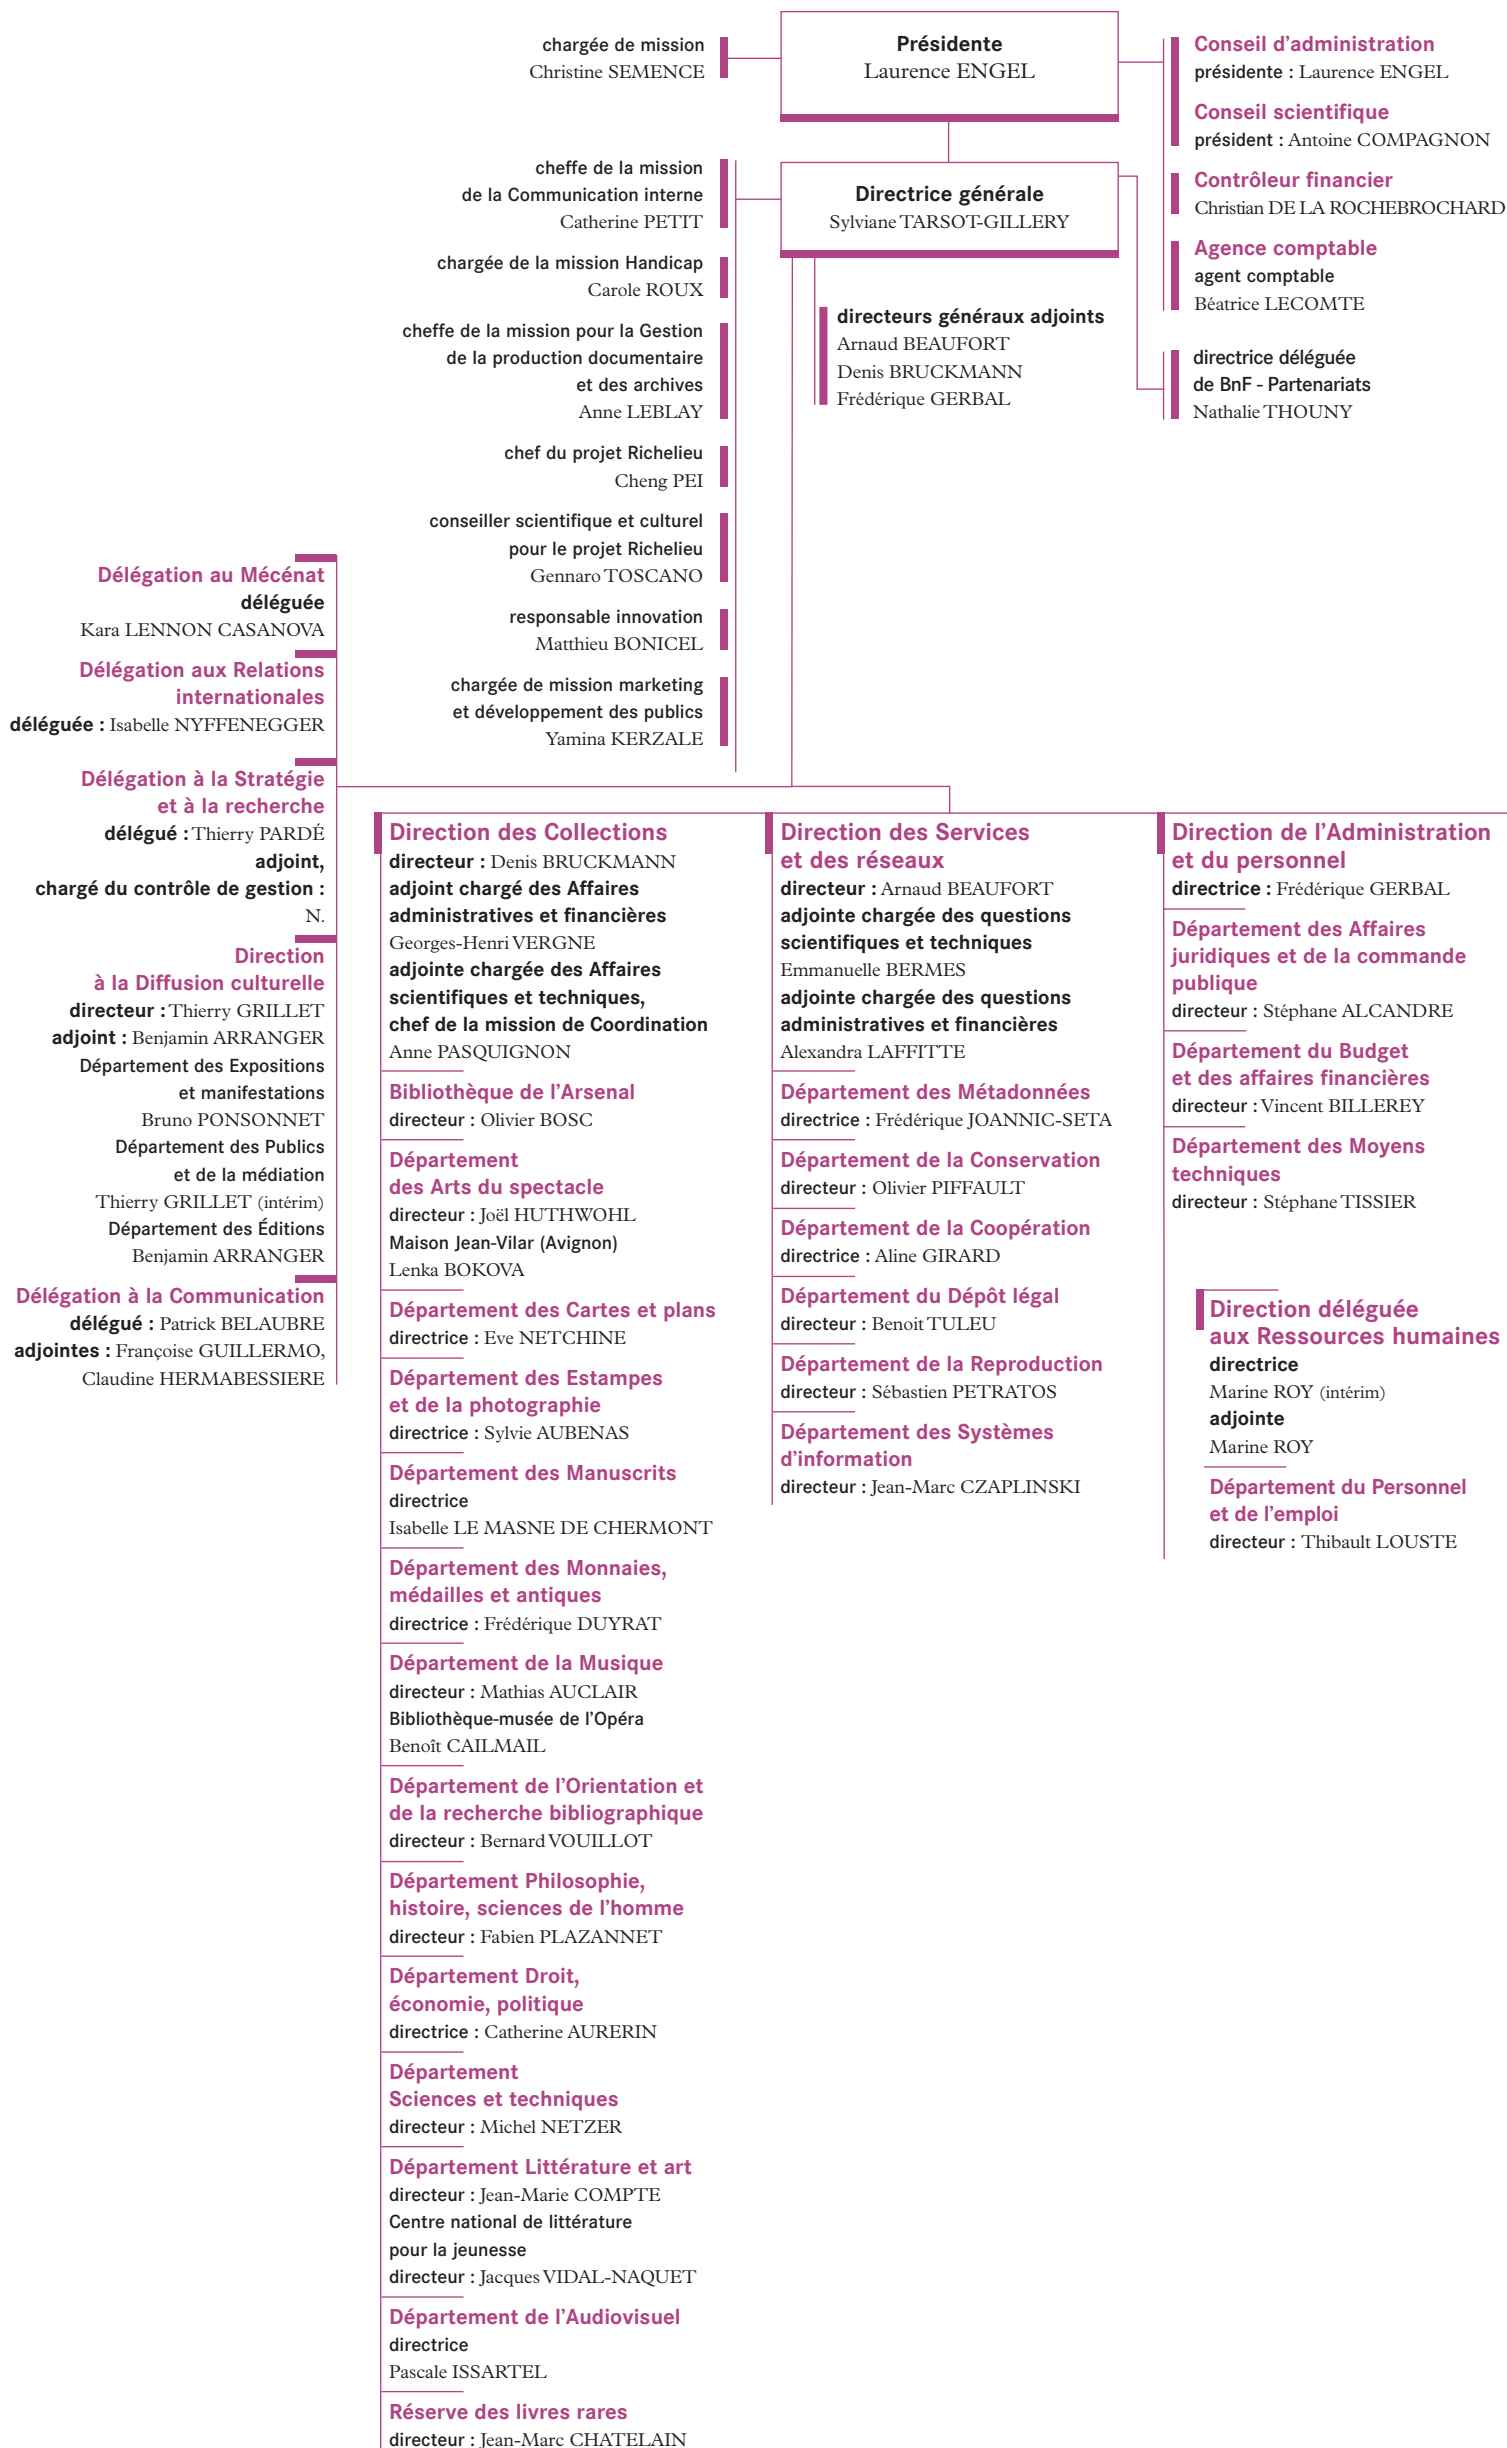 chargée de mission
Christine SEMENCE
Présidente
Laurence ENGEL
Conseil d'administration
présidente : Laurence ENGEL
Conseil scientifique
président : Antoine COMPAGNON
Contrôleur financier
Christian DE LA ROCHEBROCHARD
Agence comptable
agent comptable
Béatrice LECOMTE
directrice déléguée
de BnF - Partenariats
Nathalie THOUNY
Directrice générale
Sylviane TARSOT-GILLERY
directeurs généraux adjoints
Arnaud BEAUFORT
Denis BRUCKMANN
Frédérique GERBAL
cheffe de la mission
de la Communication interne
Catherine PETIT
chargée de la mission Handicap
Carole ROUX
cheffe de la mission pour la Gestion
de la production documentaire
et des archives
Anne LEBLAY
chef du projet Richelieu
Cheng PEI
conseiller scientifique et culturel
pour le projet Richelieu
Gennaro TOSCANO
responsable innovation
Matthieu BONICEL
chargée de mission marketing
et développement des publics
Yamina KERZALE
Délégation au Mécénat
déléguée
Kara LENNON CASANOVA
Délégation aux Relations
internationales
déléguée : Isabelle NYFFENEGGER
Délégation à la Stratégie
et à la recherche
délégué : Thierry PARDÉ
adjoint,
chargé du contrôle de gestion :
N.
Direction
à la Diffusion culturelle
directeur : Thierry GRILLET
adjoint : Benjamin ARRANGER
Département des Expositions
et manifestations
Bruno PONSONNET
Département des Publics
et de la médiation
Thierry GRILLET (intérim)
Département des Éditions
Benjamin ARRANGER
Délégation à la Communication
délégué : Patrick BELAUBRE
adjointes : Françoise GUILLERMO,
Claudine HERMABESSIERE
Direction des Collections
directeur : Denis BRUCKMANN
adjoint chargé des Affaires
administratives et financières
Georges-Henri VERGNE
adjointe chargée des Affaires
scientifiques et techniques,
chef de la mission de Coordination
Anne PASQUIGNON
Bibliothèque de l'Arsenal
directeur : Olivier BOSC
Département
des Arts du spectacle
directeur : Joël HUTHWOHL
Maison Jean-Vilar (Avignon)
Lenka BOKOVA
Département des Cartes et plans
directrice : Eve NETCHINE
Département des Estampes
et de la photographie
directrice : Sylvie AUBENAS
Département des Manuscrits
directrice
Isabelle LE MASNE DE CHERMONT
Département des Monnaies,
médailles et antiques
directrice : Frédérique DUYRAT
Département de la Musique
directeur : Mathias AUCLAIR
Bibliothèque-musée de l'Opéra
Benoît CAILMAIL
Département de l'Orientation et
de la recherche bibliographique
directeur : Bernard VOUILLOT
Département Philosophie,
histoire, sciences de l'homme
directeur : Fabien PLAZANNET
Département Droit,
économie, politique
directrice : Catherine AURERIN
Département
Sciences et techniques
directeur : Michel NETZER
Département Littérature et art
directeur : Jean-Marie COMPTE
Centre national de littérature
pour la jeunesse
directeur : Jacques VIDAL-NAQUET
Département de l'Audiovisuel
directrice
Pascale ISSARTEL
Réserve des livres rares
directeur : Jean-Marc CHATELAIN
Direction des Services
et des réseaux
directeur : Arnaud BEAUFORT
adjointe chargée des questions
scientifiques et techniques
Emmanuelle BERMES
adjointe chargée des questions
administratives et financières
Alexandra LAFFITTE
Département des Métadonnées
directrice : Frédérique JOANNIC-SETA
Département de la Conservation
directeur : Olivier PIFFAULT
Département de la Coopération
directrice : Aline GIRARD
Département du Dépôt légal
directeur : Benoit TULEU
Département de la Reproduction
directeur : Sébastien PETRATOS
Département des Systèmes
d'information
directeur : Jean-Marc CZAPLINSKI
Direction de l'Administration
et du personnel
directrice : Frédérique GERBAL
Département des Affaires
juridiques et de la commande
publique
directeur : Stéphane ALCANDRE
Département du Budget
et des affaires financières
directeur : Vincent BILLEREY
Département des Moyens
techniques
directeur : Stéphane TISSIER
Direction déléguée
aux Ressources humaines
directrice
Marine ROY (intérim)
adjointe
Marine ROY
Département du Personnel
et de l'emploi
directeur : Thibault LOUSTE